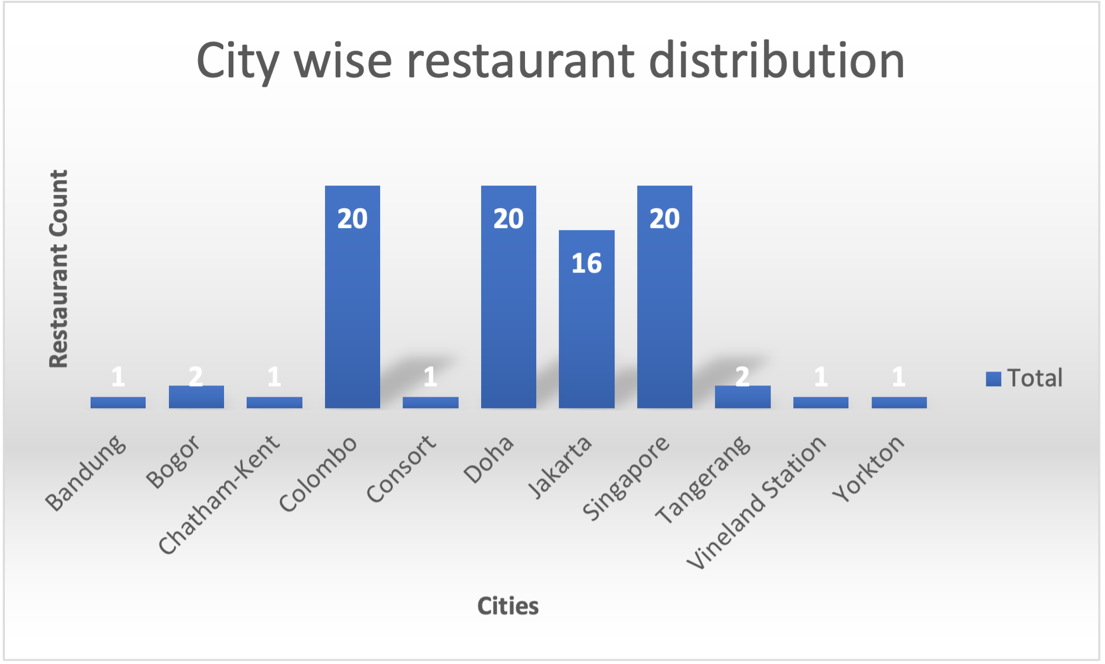 City wise restaurant distribution
Restaurant Count
1
2
1
20
1
20
16
20
2
1
1
Total
Bandung
Bogor
Chatham-Kent
Colombo
Consort
Doha
Jakarta
Singapore
Tangerang
Vineland Station
Yorkton
Cities